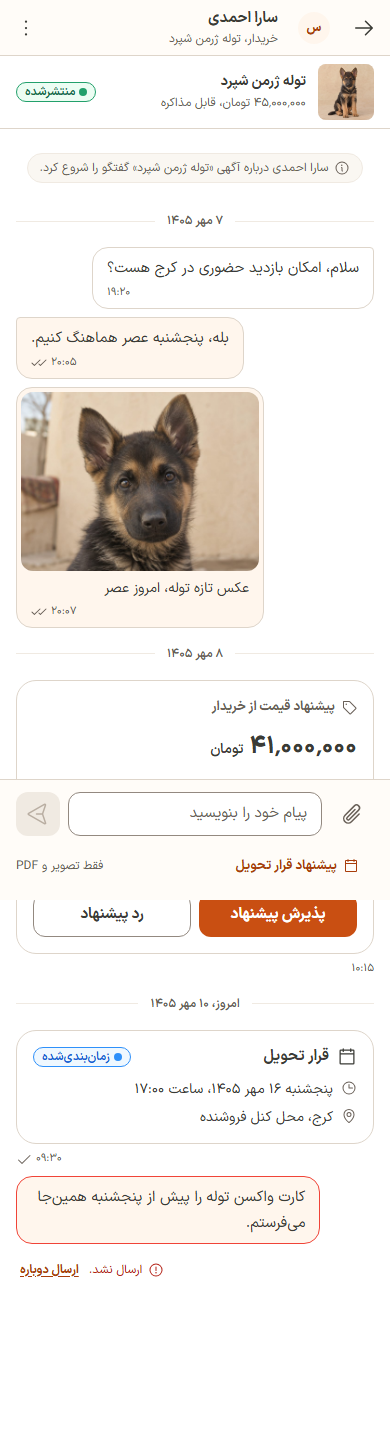 سارا احمدی
س
خریدار، توله ژرمن شپرد
توله ژرمن شپرد
منتشرشده
۴۵٬۰۰۰٬۰۰۰ تومان، قابل مذاکره
سارا احمدی درباره آگهی «توله ژرمن شپرد» گفتگو را شروع کرد.
۷ مهر ۱۴۰۵
سلام، امکان بازدید حضوری در کرج هست؟
۱۹:۲۰
بله، پنجشنبه عصر هماهنگ کنیم.
۲۰:۰۵
عکس تازه توله، امروز عصر
۲۰:۰۷
۸ مهر ۱۴۰۵
پیشنهاد قیمت از خریدار
۴۱٬۰۰۰٬۰۰۰ تومان
پیام خود را بنویسید
پیشنهاد قرار تحویل
فقط تصویر و PDF
پذیرش پیشنهاد
رد پیشنهاد
۱۰:۱۵
امروز، ۱۰ مهر ۱۴۰۵
قرار تحویل
زمان‌بندی‌شده
پنجشنبه ۱۶ مهر ۱۴۰۵، ساعت ۱۷:۰۰
کرج، محل کنل فروشنده
۰۹:۳۰
کارت واکسن توله را پیش از پنجشنبه همین‌جا
می‌فرستم.
ارسال نشد.
ارسال دوباره